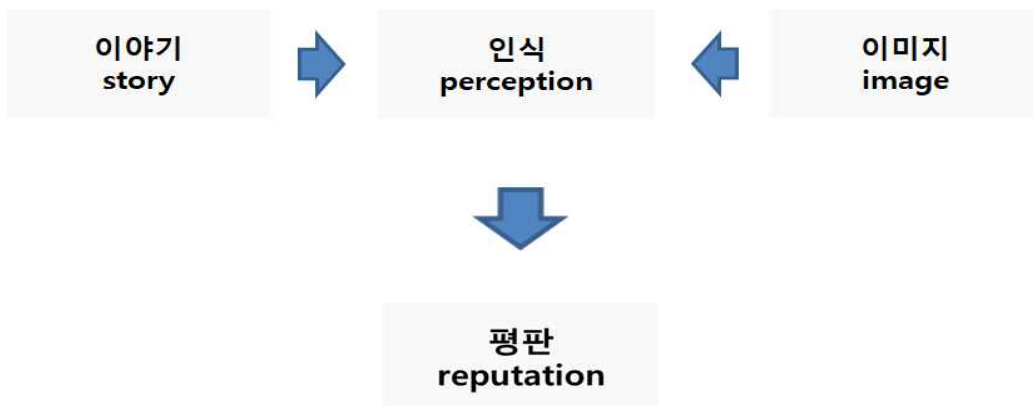 이야기
story
인식
perception
이미지
image
평판
reputation